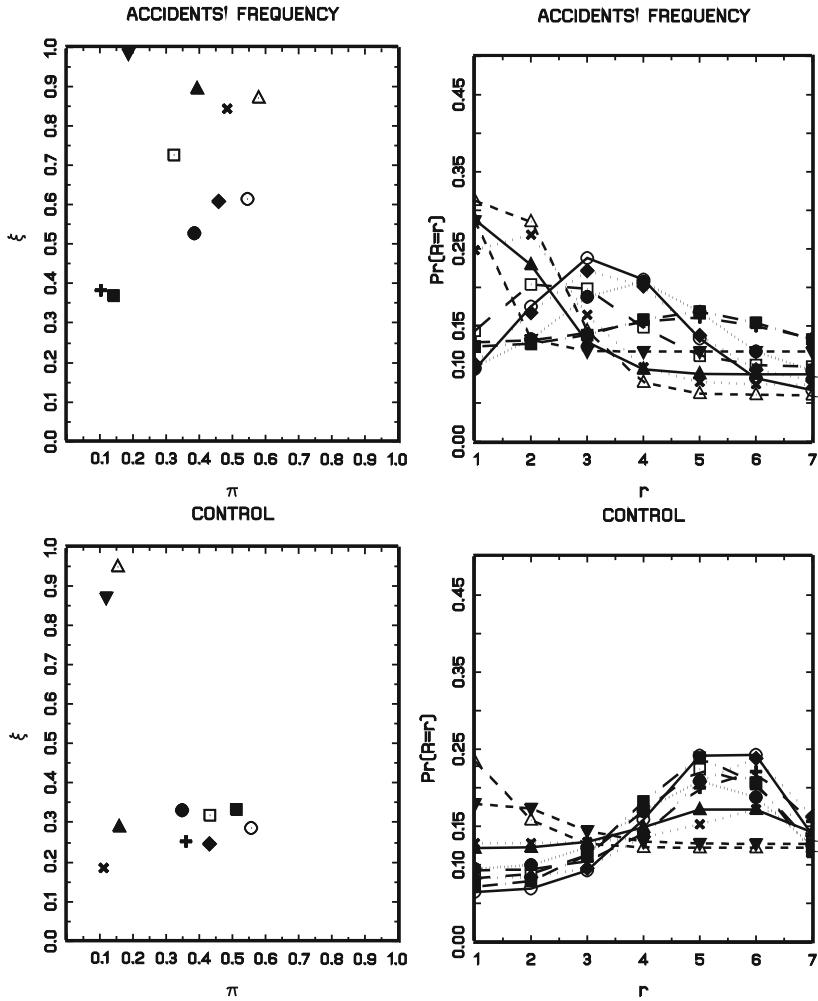 ACCIDENTS' FREQUENCY
1.0
0.9
0.8
0.7
0.6
0.5
0.4
0.3
0.2
0.1
0.0
ξ
0.1 0.2 0.3 0.4 0.5 0.6 0.7 0.8 0.9 1.0
π
ACCIDENTS' FREQUENCY
0.45
0.35
0.25
0.15
0.10
0.00
Pr(R=r)
1 2 3 4 5 6 7
r
CONTROL
1.0
0.9
0.8
0.7
0.6
0.5
0.4
0.3
0.2
0.1
0.0
ξ
0.1 0.2 0.3 0.4 0.5 0.6 0.7 0.8 0.9 1.0
π
CONTROL
0.45
0.35
0.25
0.15
0.10
0.00
Pr(R=r)
1 2 3 4 5 6 7
r